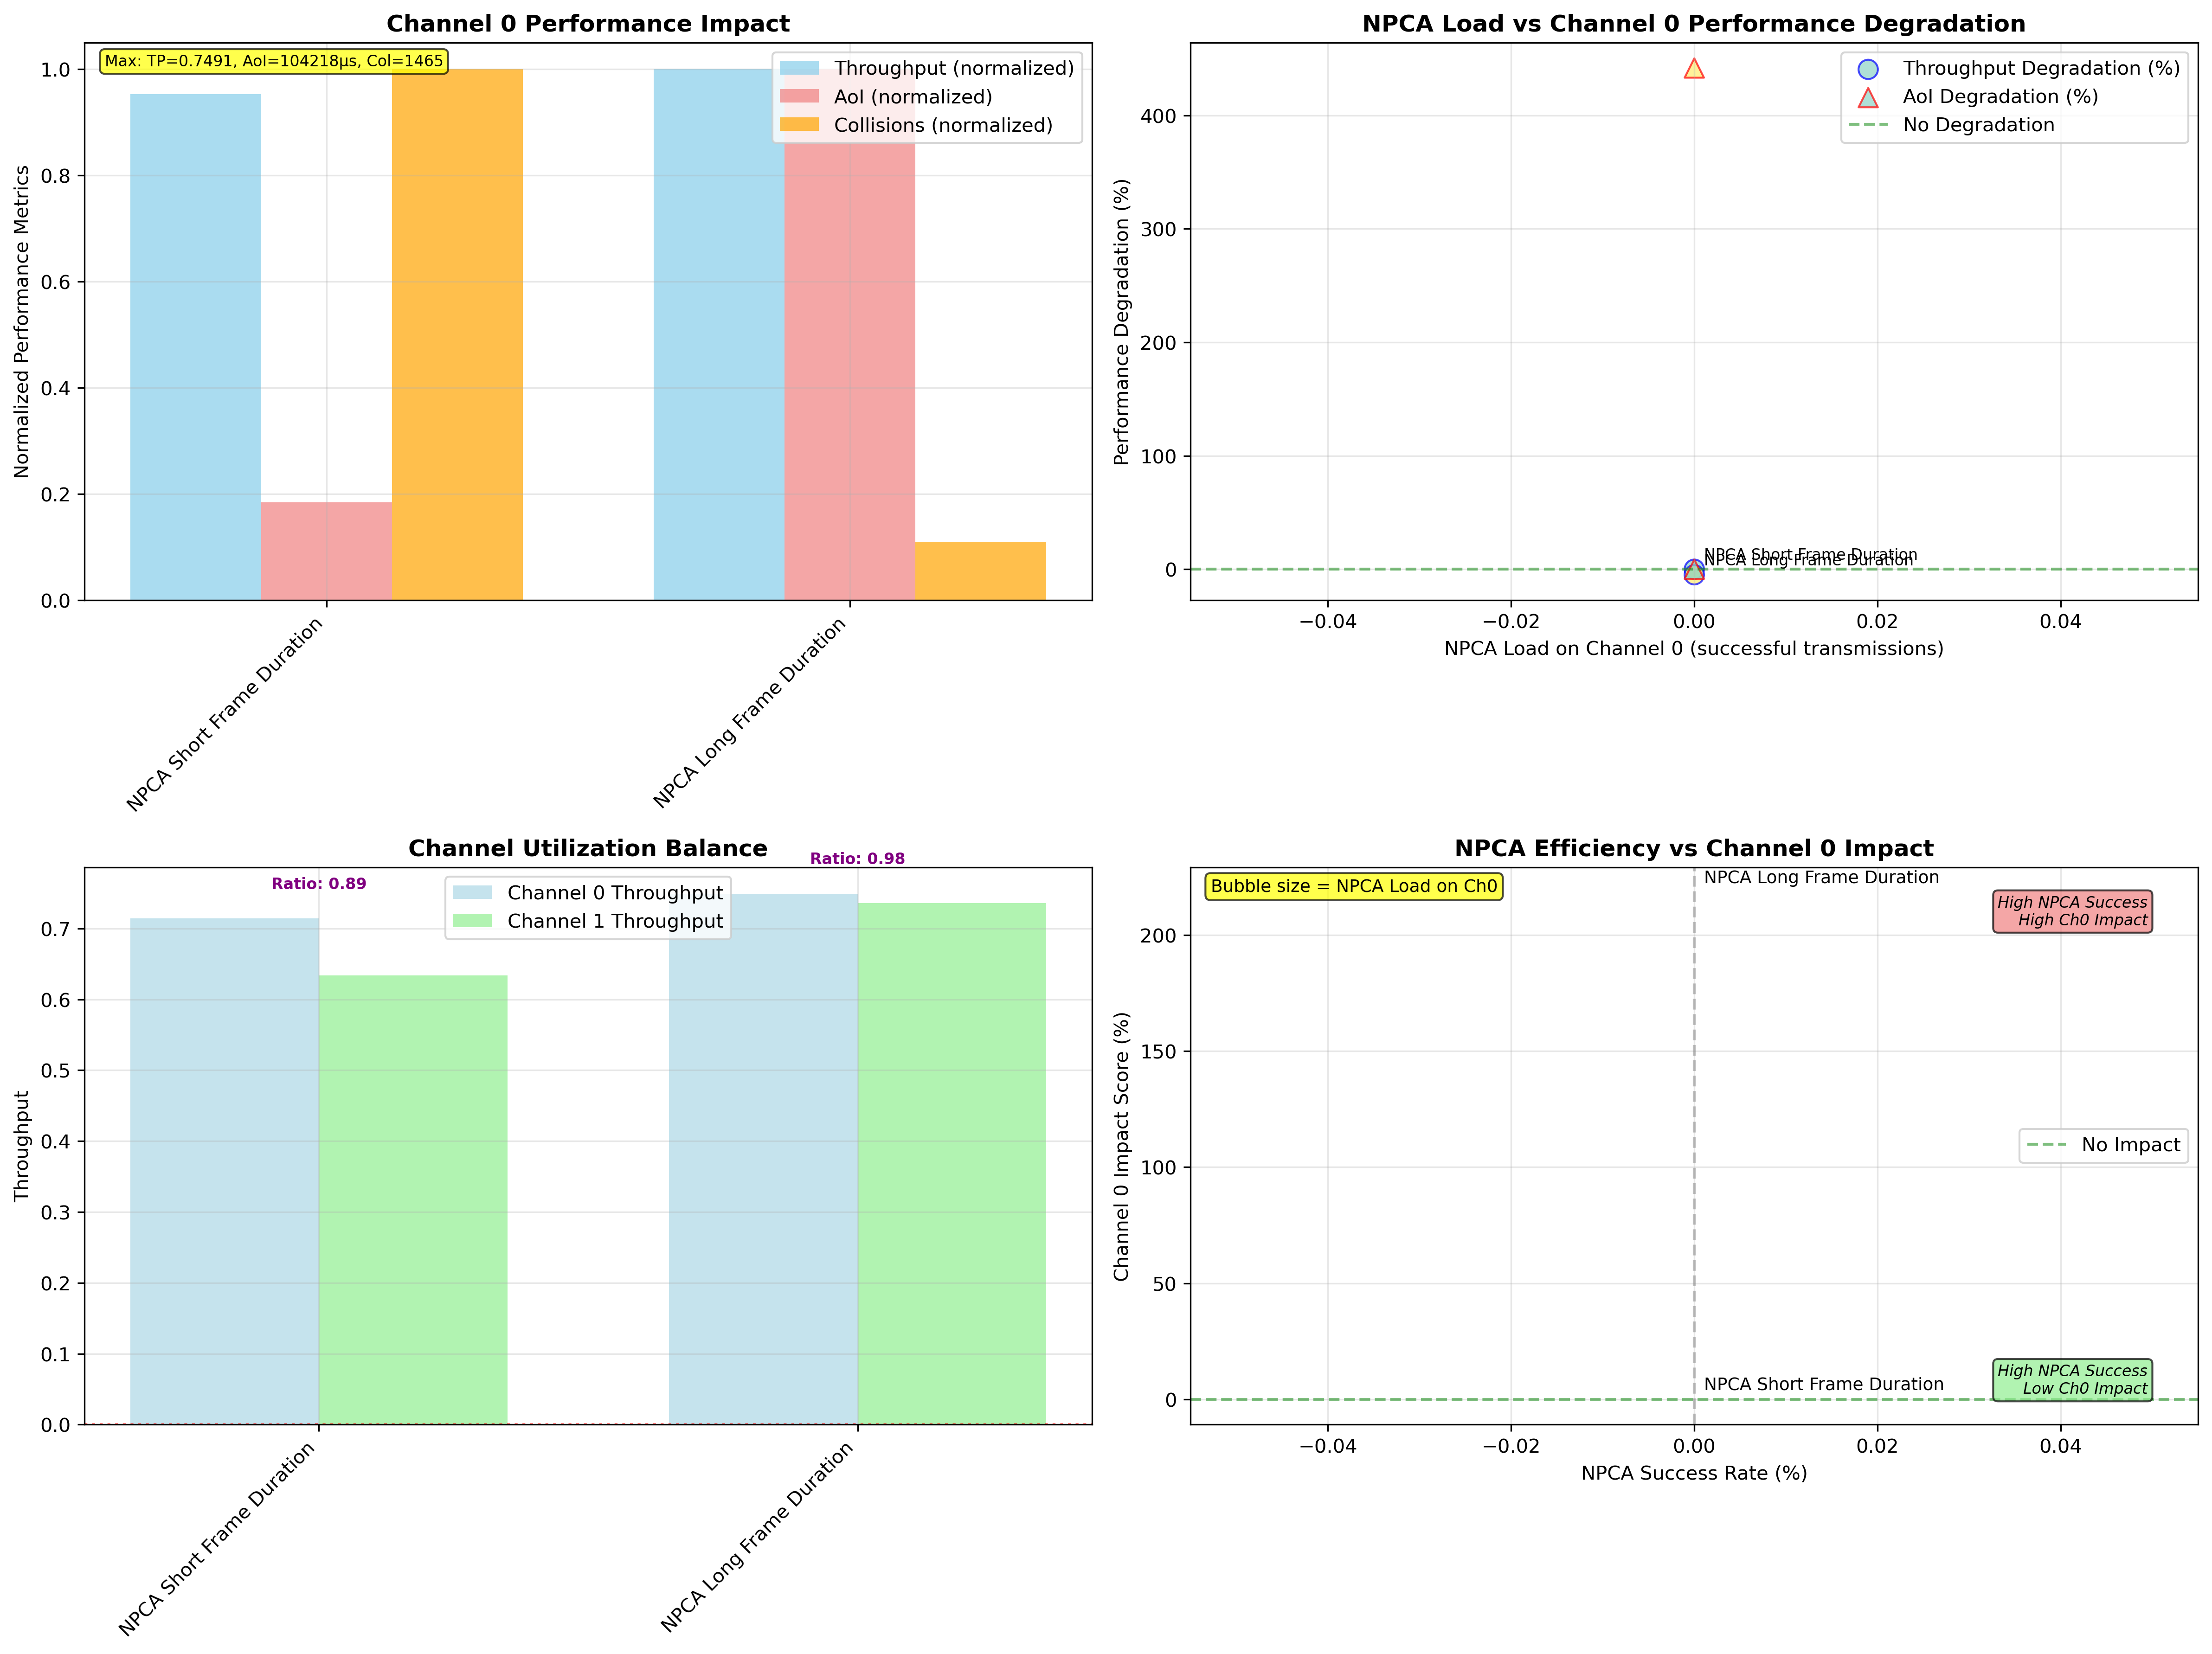 Channel 0 Performance Impact
Max: TP=0.7491, AoI=104218μs, Col=1465
Throughput (normalized)
AoI (normalized)
Collisions (normalized)
Normalized Performance Metrics
1.0
0.8
0.6
0.4
0.2
0.0
NPCA Short Frame Duration
NPCA Long Frame Duration
NPCA Load vs Channel 0 Performance Degradation
Throughput Degradation (%)
AoI Degradation (%)
No Degradation
Performance Degradation (%)
400
300
200
100
0
NPCA Short Frame Duration
NPCA Long Frame Duration
−0.04
−0.02
0.00
0.02
0.04
NPCA Load on Channel 0 (successful transmissions)
Channel Utilization Balance
Ratio: 0.89
Ratio: 0.98
Channel 0 Throughput
Channel 1 Throughput
Throughput
0.7
0.6
0.5
0.4
0.3
0.2
0.1
0.0
NPCA Short Frame Duration
NPCA Long Frame Duration
NPCA Efficiency vs Channel 0 Impact
Bubble size = NPCA Load on Ch0
NPCA Long Frame Duration
High NPCA Success
High Ch0 Impact
No Impact
Channel 0 Impact Score (%)
200
150
100
50
0
NPCA Short Frame Duration
High NPCA Success
Low Ch0 Impact
−0.04
−0.02
0.00
0.02
0.04
NPCA Success Rate (%)